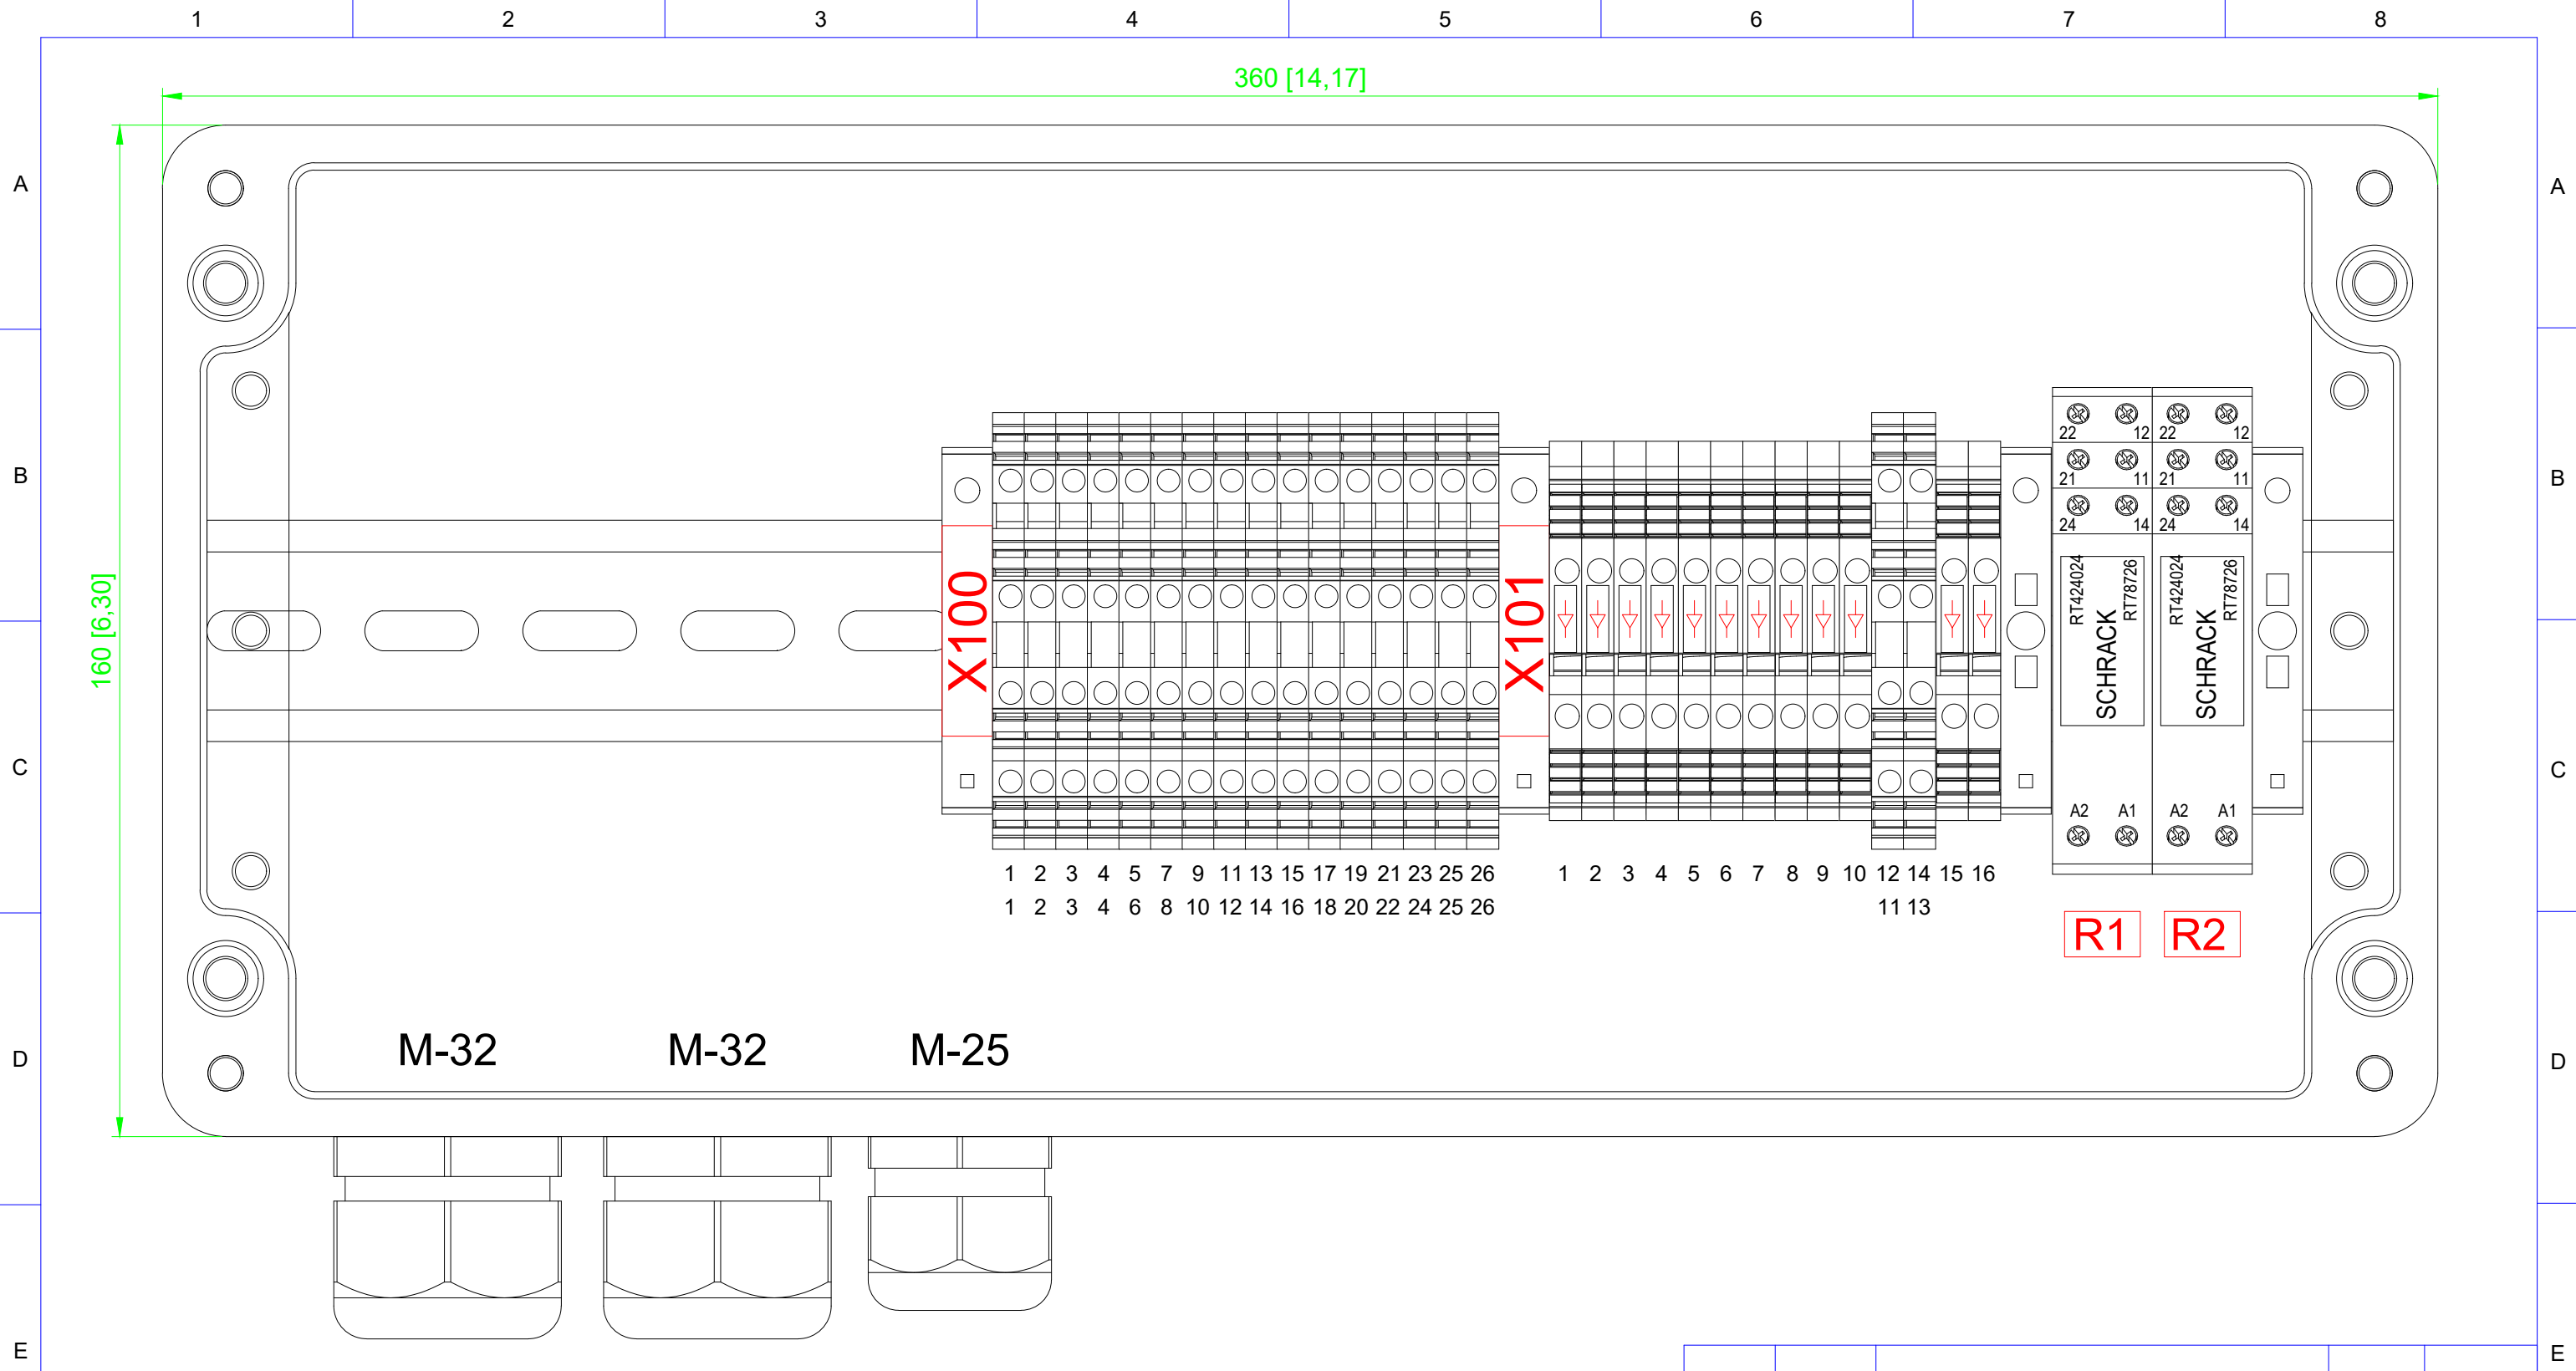 1 2 3 4 5 6 7 8
360 [14,17]
A A
22 12 22 12
B B
21 11 21 11
24 14 24 14
160 [6,30]
X100
X101
RT424024 SCHRACK RT78726
RT424024 SCHRACK RT78726
C C
A2 A1 A2 A1
1 2 3 4 5 7 9 11 13 15 17 19 21 23 25 26 1 2 3 4 5 6 7 8 9 10 12 14 15 16
1 2 3 4 6 8 10 12 14 16 18 20 22 24 25 26 11 13
R1 R2
M-32 M-32 M-25
D D
E E